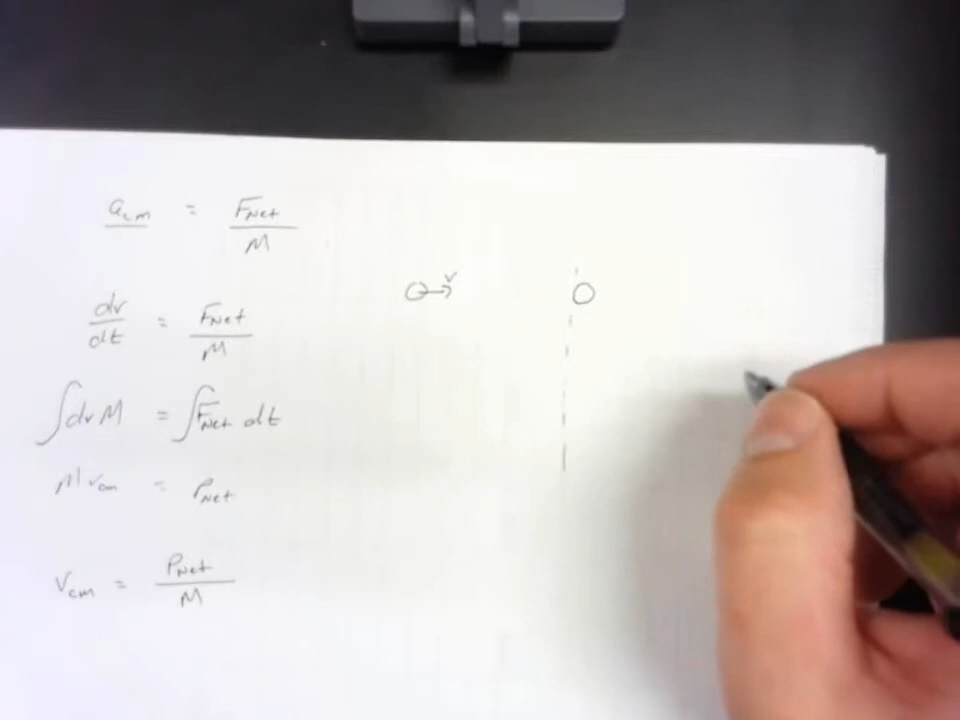 a_cm = F_Net / M
dv/dt = F_Net / M
v
∫dv M = ∫F_Net dt
M v_cm = P_Net
v_cm = P_Net / M